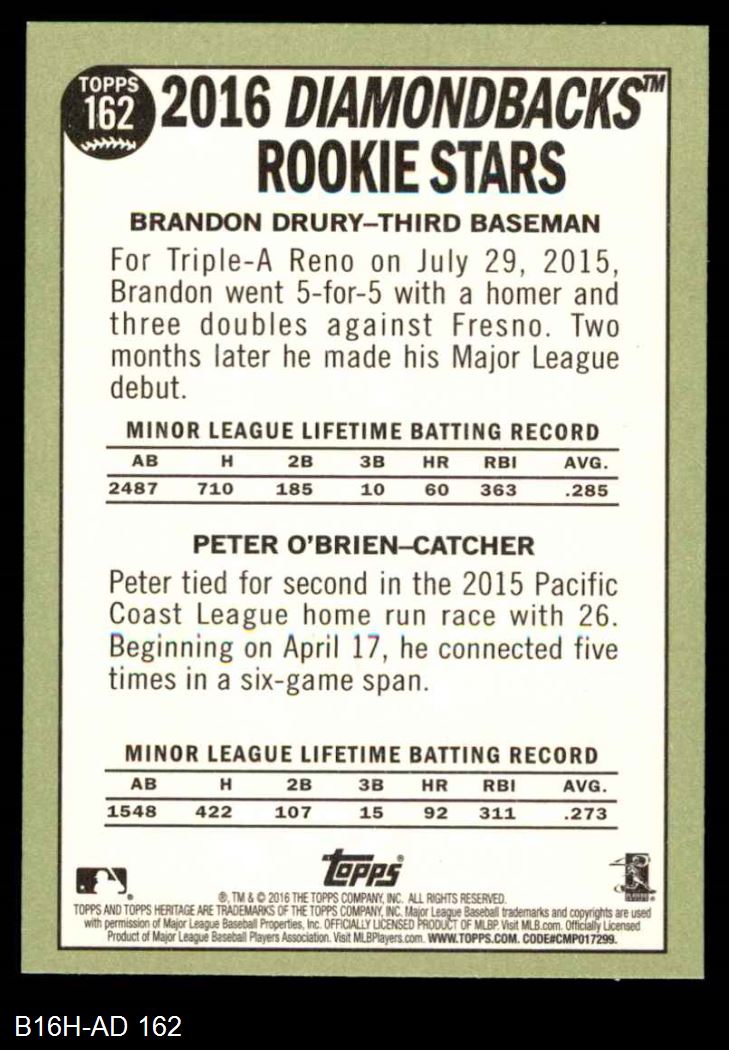 TOPPS
162
2016 DIAMONDBACKS™
ROOKIE STARS
BRANDON DRURY–THIRD BASEMAN
For Triple-A Reno on July 29, 2015,
Brandon went 5-for-5 with a homer and
three doubles against Fresno. Two
months later he made his Major League
debut.
MINOR LEAGUE LIFETIME BATTING RECORD
AB H 2B 3B HR RBI AVG.
2487 710 185 10 60 363 .285
PETER O'BRIEN–CATCHER
Peter tied for second in the 2015 Pacific
Coast League home run race with 26.
Beginning on April 17, he connected five
times in a six-game span.
MINOR LEAGUE LIFETIME BATTING RECORD
AB H 2B 3B HR RBI AVG.
1548 422 107 15 92 311 .273
topps®
®, TM & © 2016 THE TOPPS COMPANY, INC. ALL RIGHTS RESERVED.
TOPPS AND TOPPS HERITAGE ARE TRADEMARKS OF THE TOPPS COMPANY, INC. Major League Baseball trademarks and copyrights are used
with permission of Major League Baseball Properties, Inc. OFFICIALLY LICENSED PRODUCT OF MLBP. Visit MLB.com. Officially Licensed
Product of Major League Baseball Players Association. Visit MLBPlayers.com. WWW.TOPPS.COM. CODE#CMP017299.
B16H-AD 162